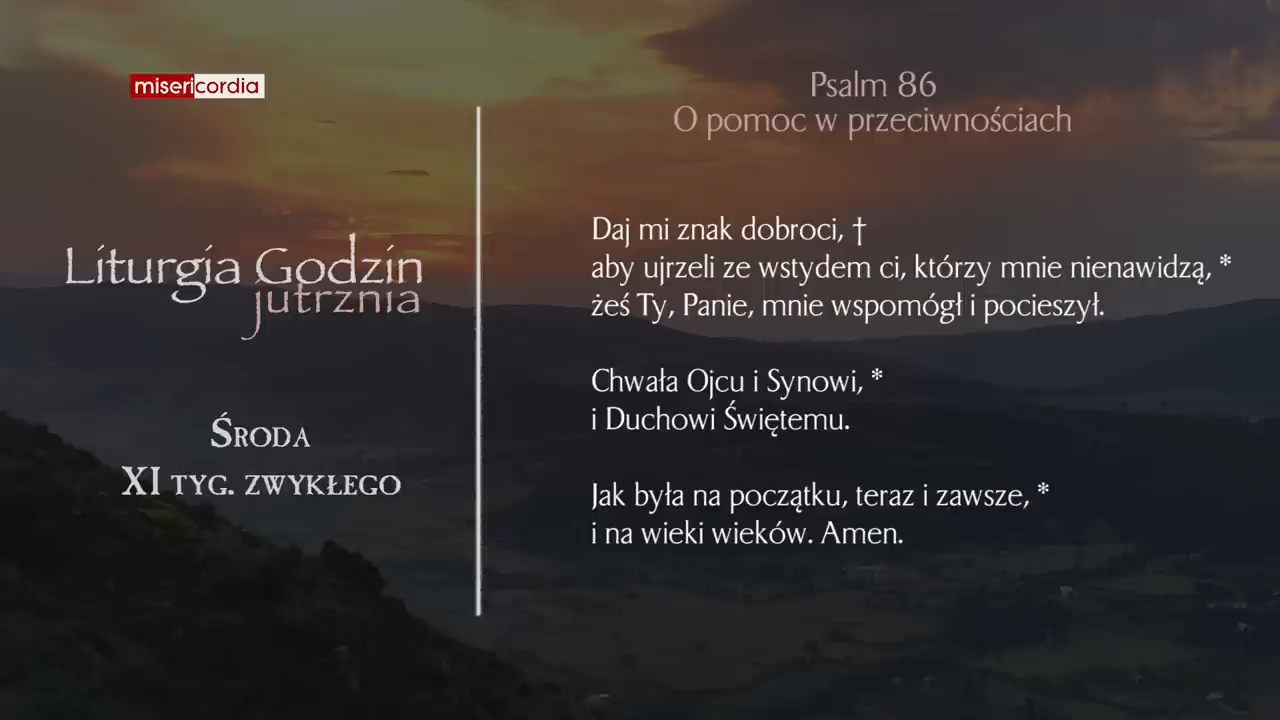 misericordia
Liturgia Godzin
jutrznia
Środa
XI tyg. zwykłego
Psalm 86
O pomoc w przeciwnościach
Daj mi znak dobroci, †
aby ujrzeli ze wstydem ci, którzy mnie nienawidzą, *
żeś Ty, Panie, mnie wspomógł i pocieszył.
Chwała Ojcu i Synowi, *
i Duchowi Świętemu.
Jak była na początku, teraz i zawsze, *
i na wieki wieków. Amen.